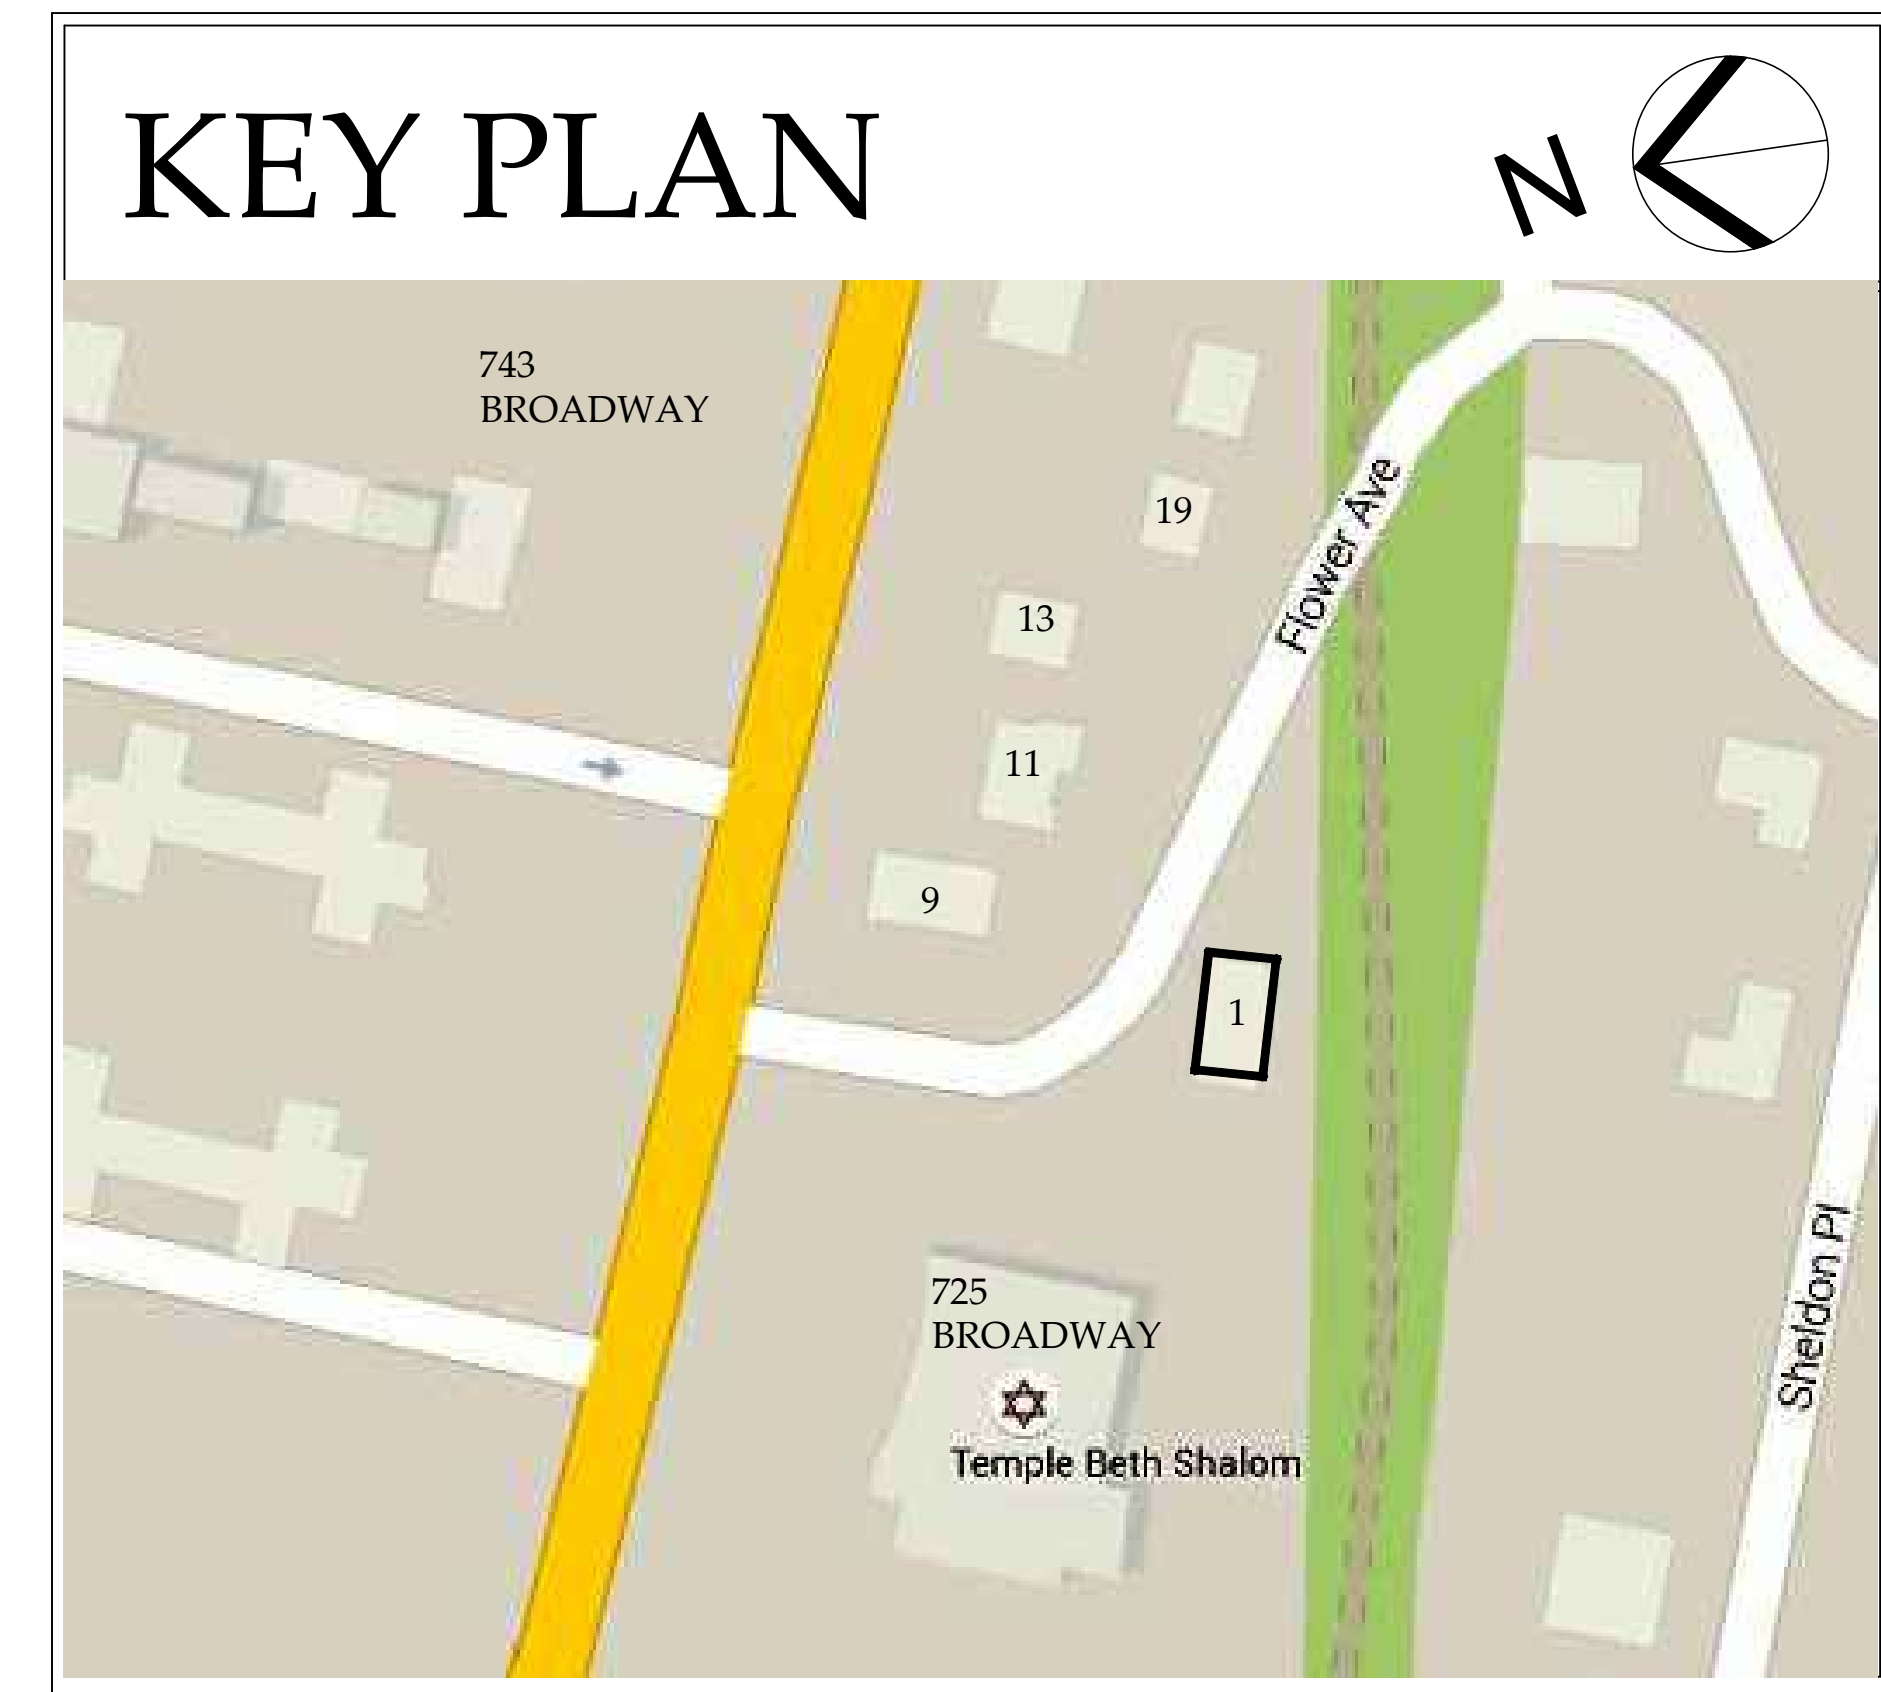 KEY PLAN
N
743
BROADWAY
19
Flower Ave
13
11
9
1
725
BROADWAY
Temple Beth Shalom
Sheldon Pl